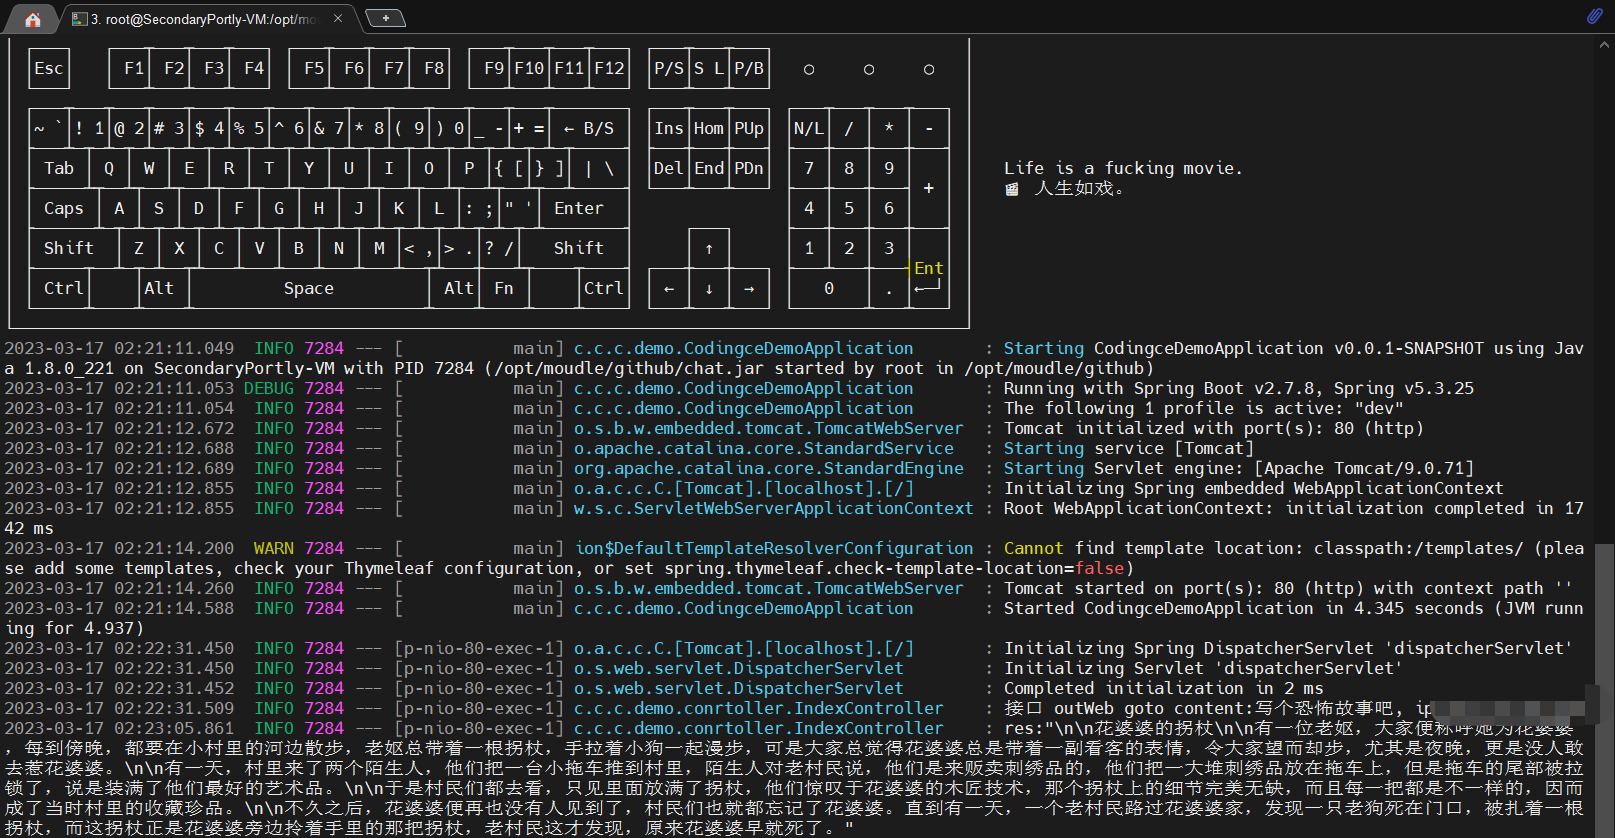 3. root@SecondaryPortly-VM:/opt/mo
Esc F1 F2 F3 F4 F5 F6 F7 F8 F9 F10 F11 F12 P/S S L P/B
~ ` ! 1 @ 2 # 3 $ 4 % 5 ^ 6 & 7 * 8 ( 9 ) 0 _ - + = ← B/S Ins Hom PUp N/L / * -
Tab Q W E R T Y U I O P { [ } ] | \ Del End PDn 7 8 9 Life is a fucking movie.
+ 人生如戏。
Caps A S D F G H J K L : ; " ' Enter 4 5 6
Shift Z X C V B N M < , > . ? / Shift ↑ 1 2 3
Ent
Ctrl Alt Space Alt Fn Ctrl ← ↓ → 0 . ←─┘
2023-03-17 02:21:11.049 INFO 7284 --- [ main] c.c.c.demo.CodingceDemoApplication : Starting CodingceDemoApplication v0.0.1-SNAPSHOT using Jav
a 1.8.0_221 on SecondaryPortly-VM with PID 7284 (/opt/moudle/github/chat.jar started by root in /opt/moudle/github)
2023-03-17 02:21:11.053 DEBUG 7284 --- [ main] c.c.c.demo.CodingceDemoApplication : Running with Spring Boot v2.7.8, Spring v5.3.25
2023-03-17 02:21:11.054 INFO 7284 --- [ main] c.c.c.demo.CodingceDemoApplication : The following 1 profile is active: "dev"
2023-03-17 02:21:12.672 INFO 7284 --- [ main] o.s.b.w.embedded.tomcat.TomcatWebServer : Tomcat initialized with port(s): 80 (http)
2023-03-17 02:21:12.688 INFO 7284 --- [ main] o.apache.catalina.core.StandardService : Starting service [Tomcat]
2023-03-17 02:21:12.689 INFO 7284 --- [ main] org.apache.catalina.core.StandardEngine : Starting Servlet engine: [Apache Tomcat/9.0.71]
2023-03-17 02:21:12.855 INFO 7284 --- [ main] o.a.c.c.C.[Tomcat].[localhost].[/] : Initializing Spring embedded WebApplicationContext
2023-03-17 02:21:12.855 INFO 7284 --- [ main] w.s.c.ServletWebServerApplicationContext : Root WebApplicationContext: initialization completed in 17
42 ms
2023-03-17 02:21:14.200 WARN 7284 --- [ main] ion$DefaultTemplateResolverConfiguration : Cannot find template location: classpath:/templates/ (plea
se add some templates, check your Thymeleaf configuration, or set spring.thymeleaf.check-template-location=false)
2023-03-17 02:21:14.260 INFO 7284 --- [ main] o.s.b.w.embedded.tomcat.TomcatWebServer : Tomcat started on port(s): 80 (http) with context path ''
2023-03-17 02:21:14.588 INFO 7284 --- [ main] c.c.c.demo.CodingceDemoApplication : Started CodingceDemoApplication in 4.345 seconds (JVM runn
ing for 4.937)
2023-03-17 02:22:31.450 INFO 7284 --- [p-nio-80-exec-1] o.a.c.c.C.[Tomcat].[localhost].[/] : Initializing Spring DispatcherServlet 'dispatcherServlet'
2023-03-17 02:22:31.450 INFO 7284 --- [p-nio-80-exec-1] o.s.web.servlet.DispatcherServlet : Initializing Servlet 'dispatcherServlet'
2023-03-17 02:22:31.452 INFO 7284 --- [p-nio-80-exec-1] o.s.web.servlet.DispatcherServlet : Completed initialization in 2 ms
2023-03-17 02:22:31.509 INFO 7284 --- [p-nio-80-exec-1] c.c.c.demo.conrtoller.IndexController : 接口 outWeb goto content:写个恐怖故事吧, ip
2023-03-17 02:23:05.861 INFO 7284 --- [p-nio-80-exec-1] c.c.c.demo.conrtoller.IndexController : res:"\n\n花婆婆的拐杖\n\n有一位老妪，大家便称呼她为花婆婆
，每到傍晚，都要在小村里的河边散步，老妪总带着一根拐杖，手拉着小狗一起漫步，可是大家总觉得花婆婆总是带着一副看客的表情，令大家望而却步，尤其是夜晚，更是没人敢
去惹花婆婆。\n\n有一天，村里来了两个陌生人，他们把一台小拖车推到村里，陌生人对老村民说，他们是来贩卖刺绣品的，他们把一大堆刺绣品放在拖车上，但是拖车的尾部被拉
锁了，说是装满了他们最好的艺术品。\n\n于是村民们都去看，只见里面放满了拐杖，他们惊叹于花婆婆的木匠技术，那个拐杖上的细节完美无缺，而且每一把都是不一样的，因而
成了当时村里的收藏珍品。\n\n不久之后，花婆婆便再也没有人见到了，村民们也就都忘记了花婆婆。直到有一天，一个老村民路过花婆婆家，发现一只老狗死在门口，被扎着一根
拐杖，而这拐杖正是花婆婆旁边拎着手里的那把拐杖，老村民这才发现，原来花婆婆早就死了。"